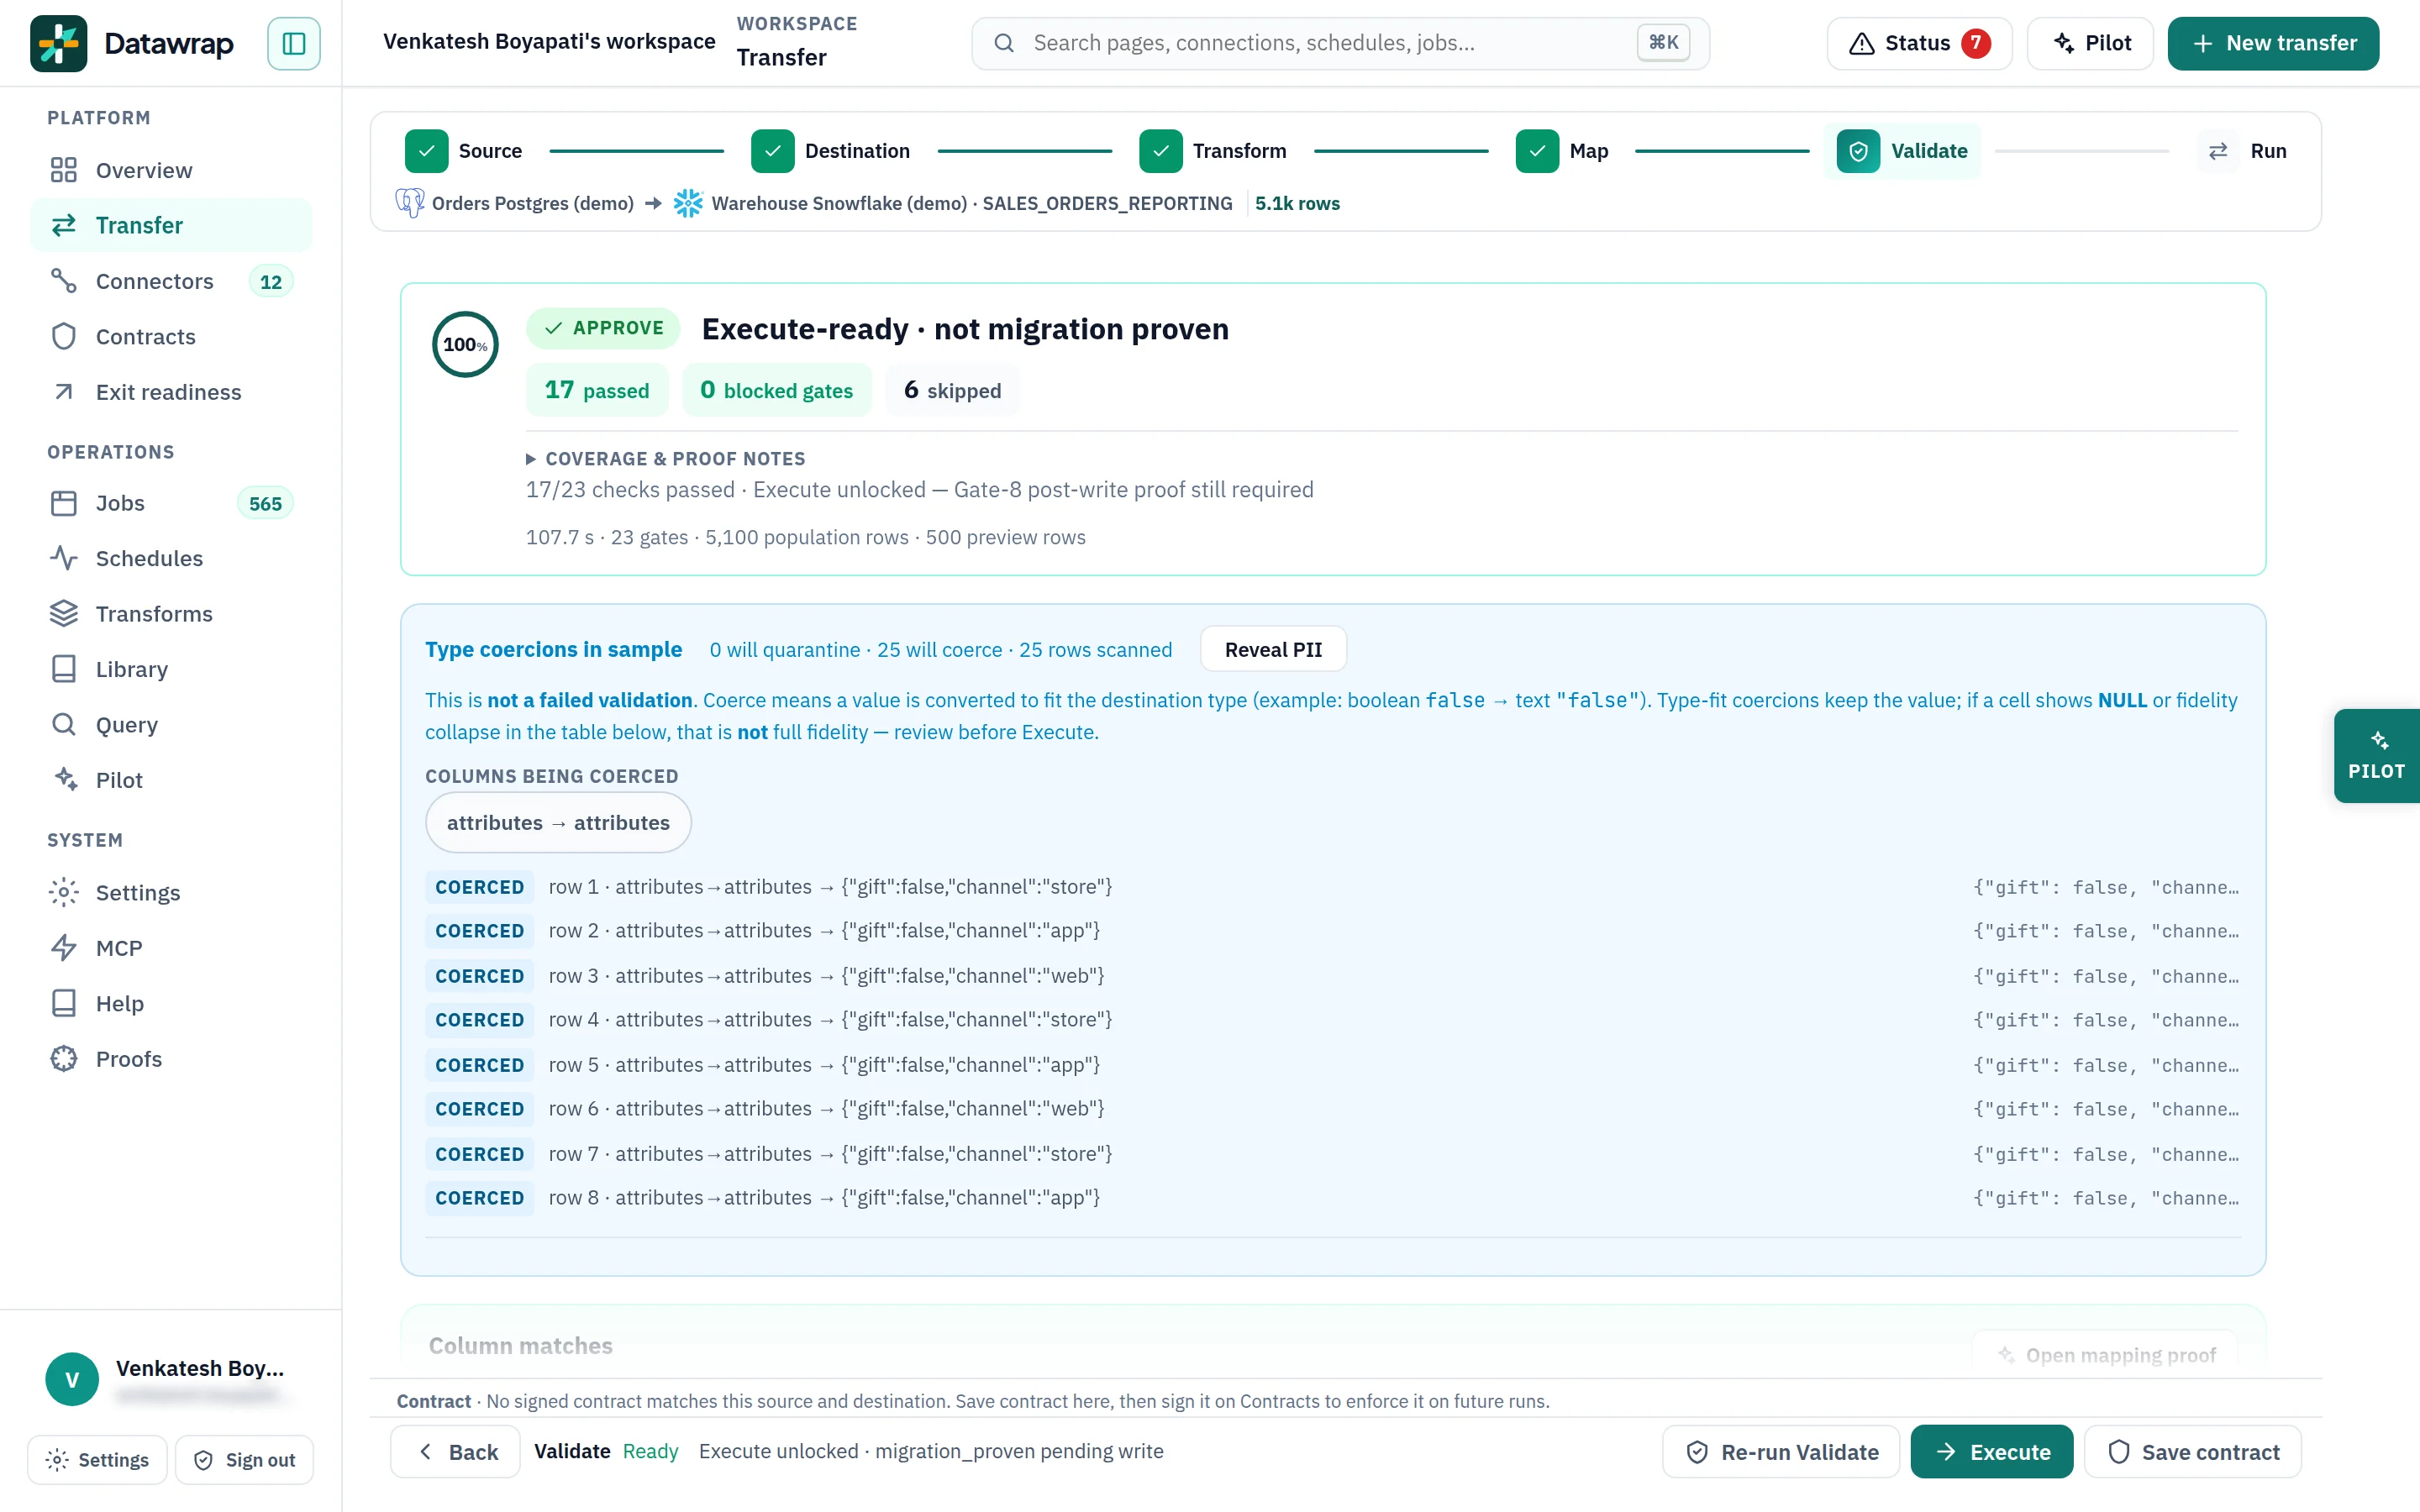 Datawrap
Venkatesh Boyapati's workspace
WORKSPACE
Transfer
Search pages, connections, schedules, jobs...
⌘K
Status 7
Pilot
New transfer
PLATFORM
Overview
Transfer
Connectors 12
Contracts
Exit readiness
OPERATIONS
Jobs 565
Schedules
Transforms
Library
Query
Pilot
SYSTEM
Settings
MCP
Help
Proofs
V
Venkatesh Boy...
Settings
Sign out
Source
Destination
Transform
Map
Validate
Run
Orders Postgres (demo) → Warehouse Snowflake (demo) · SALES_ORDERS_REPORTING 5.1k rows
100%
APPROVE
Execute-ready · not migration proven
17 passed
0 blocked gates
6 skipped
COVERAGE & PROOF NOTES
17/23 checks passed · Execute unlocked — Gate-8 post-write proof still required
107.7 s · 23 gates · 5,100 population rows · 500 preview rows
Type coercions in sample 0 will quarantine · 25 will coerce · 25 rows scanned Reveal PII
This is not a failed validation. Coerce means a value is converted to fit the destination type (example: boolean false → text "false"). Type-fit coercions keep the value; if a cell shows NULL or fidelity
collapse in the table below, that is not full fidelity — review before Execute.
COLUMNS BEING COERCED
attributes → attributes
COERCED row 1 · attributes→attributes → {"gift":false,"channel":"store"} {"gift": false, "channe…
COERCED row 2 · attributes→attributes → {"gift":false,"channel":"app"} {"gift": false, "channe…
COERCED row 3 · attributes→attributes → {"gift":false,"channel":"web"} {"gift": false, "channe…
COERCED row 4 · attributes→attributes → {"gift":false,"channel":"store"} {"gift": false, "channe…
COERCED row 5 · attributes→attributes → {"gift":false,"channel":"app"} {"gift": false, "channe…
COERCED row 6 · attributes→attributes → {"gift":false,"channel":"web"} {"gift": false, "channe…
COERCED row 7 · attributes→attributes → {"gift":false,"channel":"store"} {"gift": false, "channe…
COERCED row 8 · attributes→attributes → {"gift":false,"channel":"app"} {"gift": false, "channe…
Column matches
Open mapping proof
PILOT
Contract · No signed contract matches this source and destination. Save contract here, then sign it on Contracts to enforce it on future runs.
Back
Validate Ready Execute unlocked · migration_proven pending write
Re-run Validate
Execute
Save contract